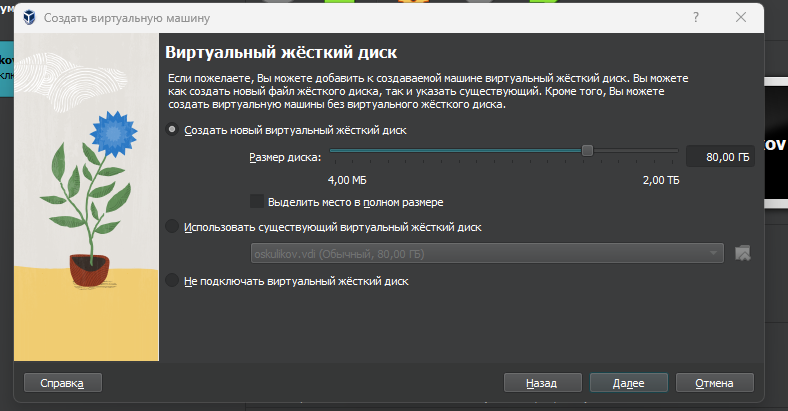 Создать виртуальную машину
Виртуальный жёсткий диск
Если пожелаете, Вы можете добавить к создаваемой машине виртуальный жёсткий диск. Вы можете
как создать новый файл жёсткого диска, так и указать существующий. Кроме того, Вы можете
создать виртуальную машины без виртуального жёсткого диска.
Создать новый виртуальный жёсткий диск
Размер диска:
80,00 ГБ
4,00 МБ
2,00 ТБ
Выделить место в полном размере
Использовать существующий виртуальный жёсткий диск
oskulikov.vdi (Обычный, 80,00 ГБ)
Не подключать виртуальный жёсткий диск
Справка
Назад
Далее
Отмена